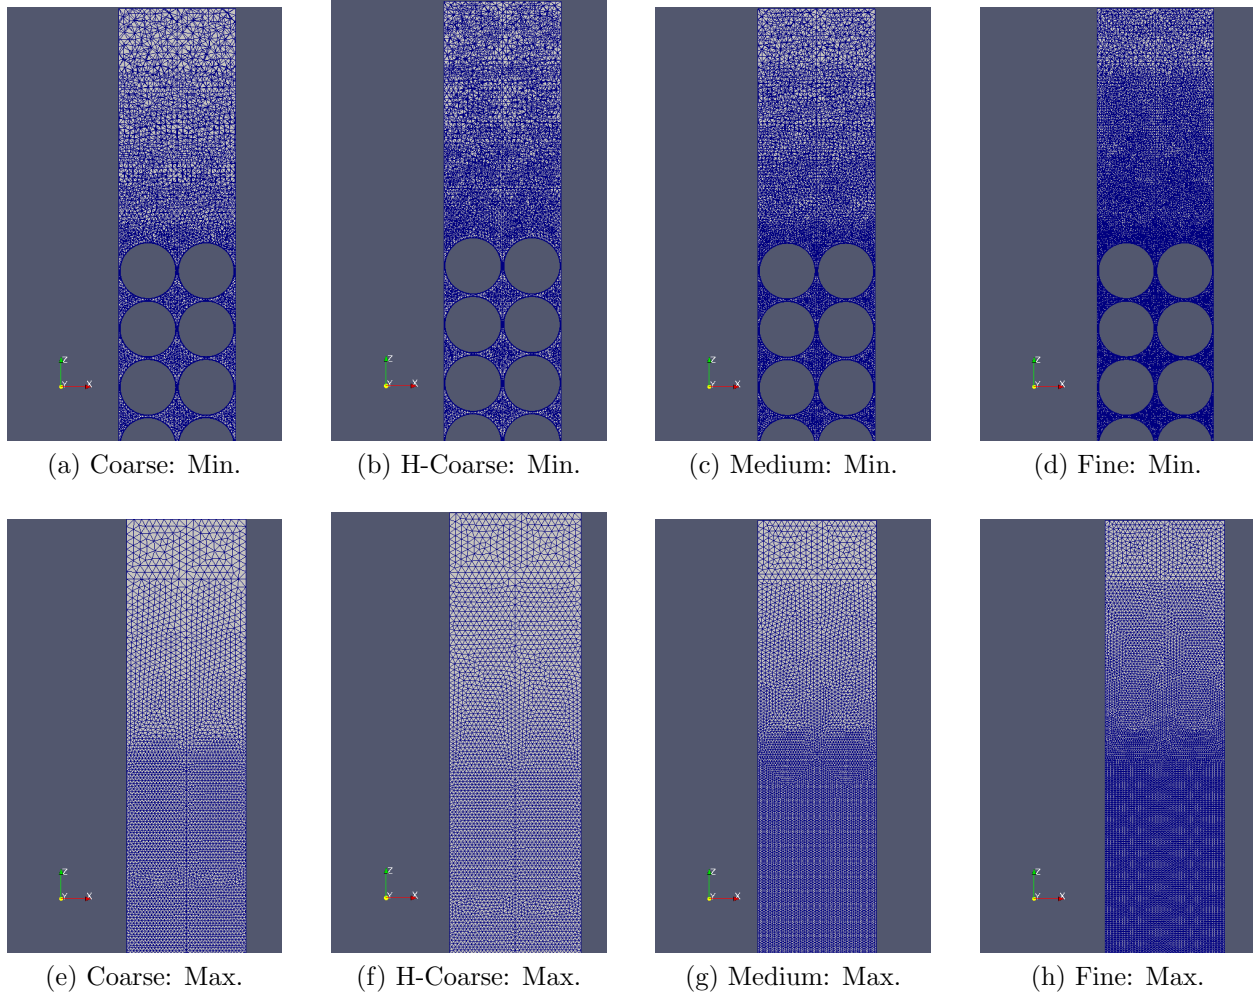 Z
Y X
Z
Y X
Z
Y X
Z
Y X
(a) Coarse: Min.
(b) H-Coarse: Min.
(c) Medium: Min.
(d) Fine: Min.
Z
Y X
Z
Y X
Z
Y X
Z
Y X
(e) Coarse: Max.
(f) H-Coarse: Max.
(g) Medium: Max.
(h) Fine: Max.